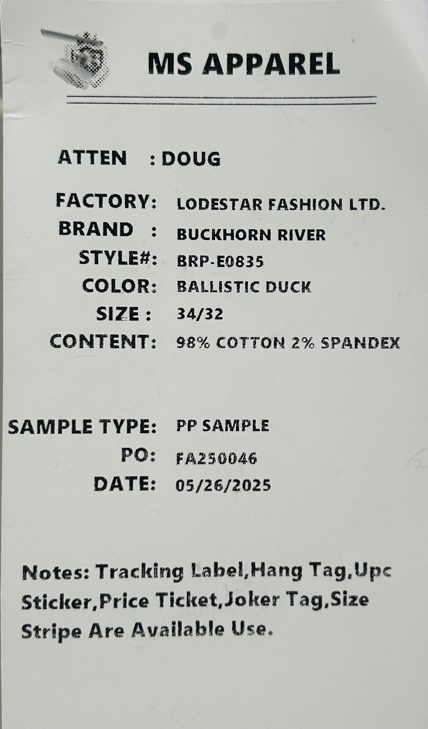 MS APPAREL
ATTEN : DOUG
FACTORY: LODESTAR FASHION LTD.
BRAND : BUCKHORN RIVER
STYLE#: BRP-E0835
COLOR: BALLISTIC DUCK
SIZE : 34/32
CONTENT: 98% COTTON 2% SPANDEX
SAMPLE TYPE: PP SAMPLE
PO: FA250046
DATE: 05/26/2025
Notes: Tracking Label,Hang Tag,Upc
Sticker,Price Ticket,Joker Tag,Size
Stripe Are Available Use.